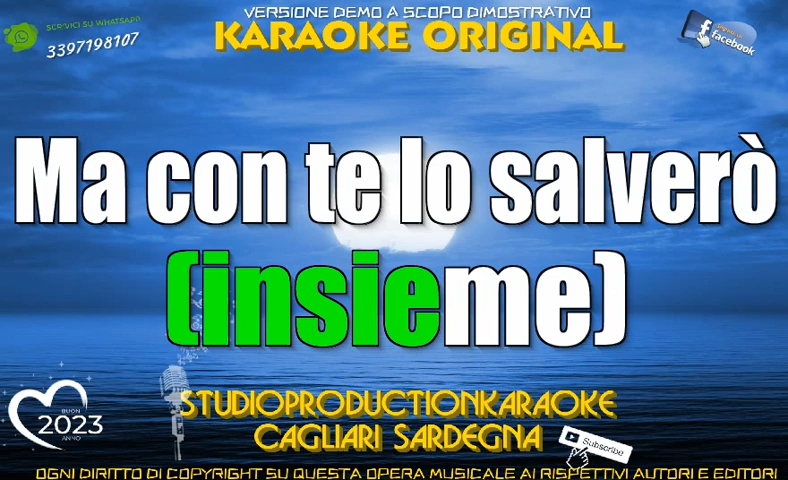 VERSIONE DEMO A SCOPO DIMOSTRATIVO
SCRIVICI SU WHATSAPP
3397198107
KARAOKE ORIGINAL
facebook
Ma con te lo salverò
(insieme)
BUON
2023
ANNO
STUDIOPRODUCTIONKARAOKE
CAGLIARI SARDEGNA
Subscribe
OGNI DIRITTO DI COPYRIGHT SU QUESTA OPERA MUSICALE AI RISPETTIVI AUTORI E EDITORI